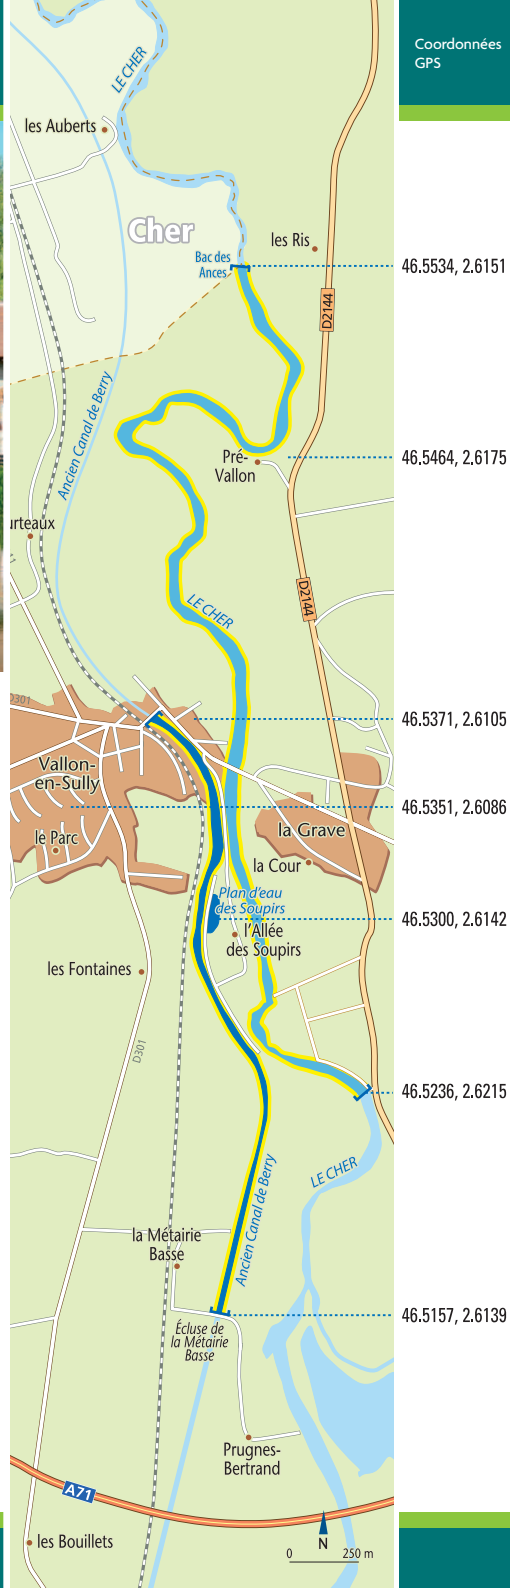 Coordonnées
GPS
LE CHER
les Auberts
Cher
les Ris
Bac des
Ances
46.5534, 2.6151
D2144
Ancien Canal de Berry
Pré-
Vallon
46.5464, 2.6175
urteaux
D2144
LE CHER
D301
46.5371, 2.6105
Vallon-
en-Sully
46.5351, 2.6086
la Grave
le Parc
la Cour
Plan d'eau
des Soupirs
46.5300, 2.6142
l'Allée
des Soupirs
les Fontaines
D301
46.5236, 2.6215
LE CHER
Ancien Canal de Berry
la Métairie
Basse
46.5157, 2.6139
Écluse de
la Métairie
Basse
Prugnes-
Bertrand
A71
les Bouillets
N
0 250 m